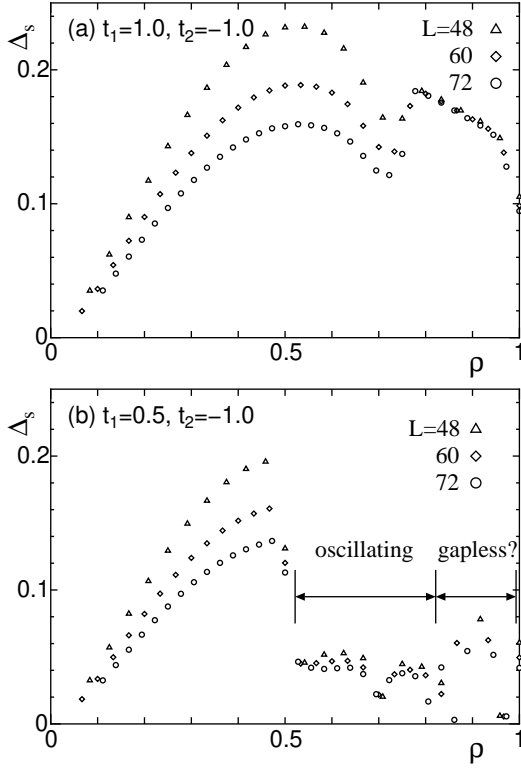 (a) t₁=1.0, t₂=−1.0
Δₛ
L=48
60
72
0.2
0.1
0
0
0.5
1
ρ
(b) t₁=0.5, t₂=−1.0
Δₛ
L=48
60
72
0.2
oscillating
gapless?
0.1
0
0
0.5
1
ρ